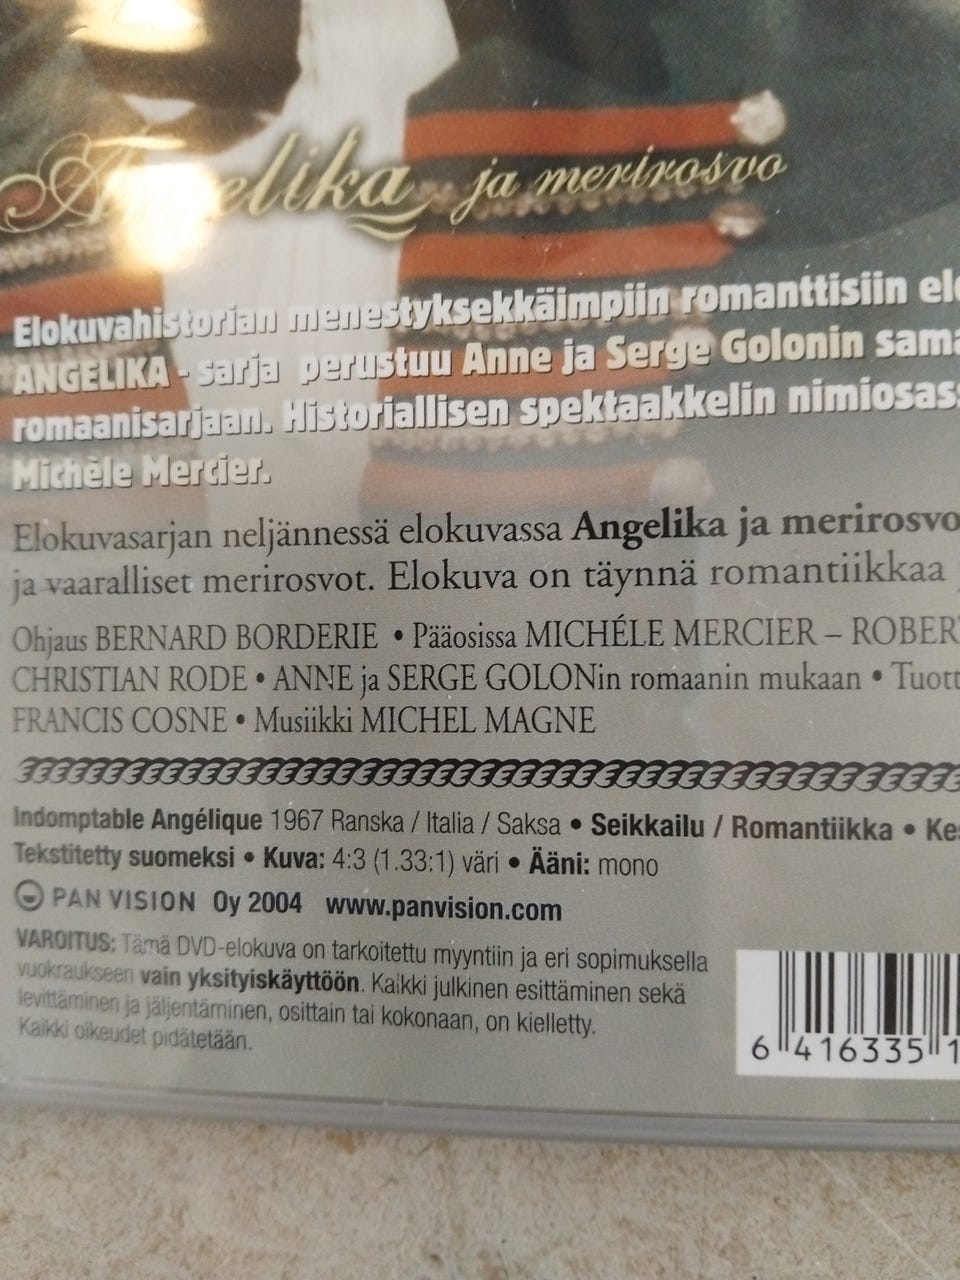 Angelika ja merirosvo
Elokuvahistorian menestyksekkäimpiin romanttisiin
ANGELIKA - sarja perustuu Anne ja Serge Golonin
romaanisarjaan. Historiallisen spektaakkelin
Michèle Mercier.
Elokuvasarjan neljännessä elokuvassa Angelika ja merirosvo
ja vaaralliset merirosvot. Elokuva on täynnä romantiikkaa
Ohjaus BERNARD BORDERIE • Pääosissa MICHÉLE MERCIER –
CHRISTIAN RODE • ANNE ja SERGE GOLONin romaanin mukaan •
FRANCIS COSNE • Musiikki MICHEL MAGNE
Indomptable Angélique 1967 Ranska / Italia / Saksa • Seikkailu / Romantiikka •
Tekstitetty suomeksi • Kuva: 4:3 (1.33:1) väri • Ääni: mono
PAN VISION Oy 2004 www.panvision.com
VAROITUS: Tämä DVD-elokuva on tarkoitettu myyntiin ja eri sopimuksella
vuokraukseen vain yksityiskäyttöön. Kaikki julkinen esittäminen sekä
levittäminen ja jäljentäminen, osittain tai kokonaan, on kielletty.
Kaikki oikeudet pidätetään.
6 416335 1